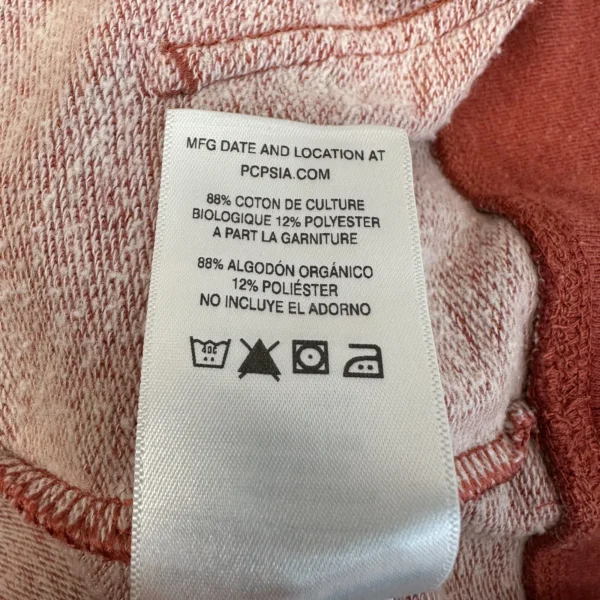 MFG DATE AND LOCATION AT
PCPSIA.COM
88% COTON DE CULTURE
BIOLOGIQUE 12% POLYESTER
A PART LA GARNITURE
88% ALGODÓN ORGÁNICO
12% POLIÉSTER
NO INCLUYE EL ADORNO
40C